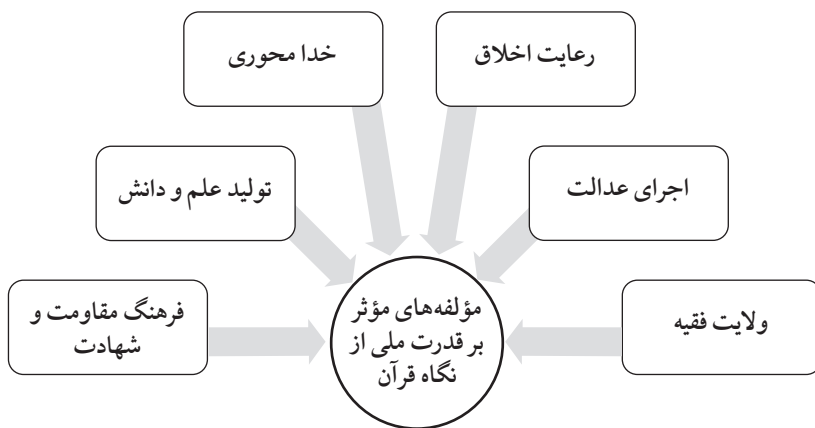 رعایت اخلاق
خدا محوری
اجرای عدالت
تولید علم و دانش
ولایت فقیه
فرهنگ مقاومت و
شهادت
مؤلفه‌های مؤثر
بر قدرت ملی از
نگاه قرآن